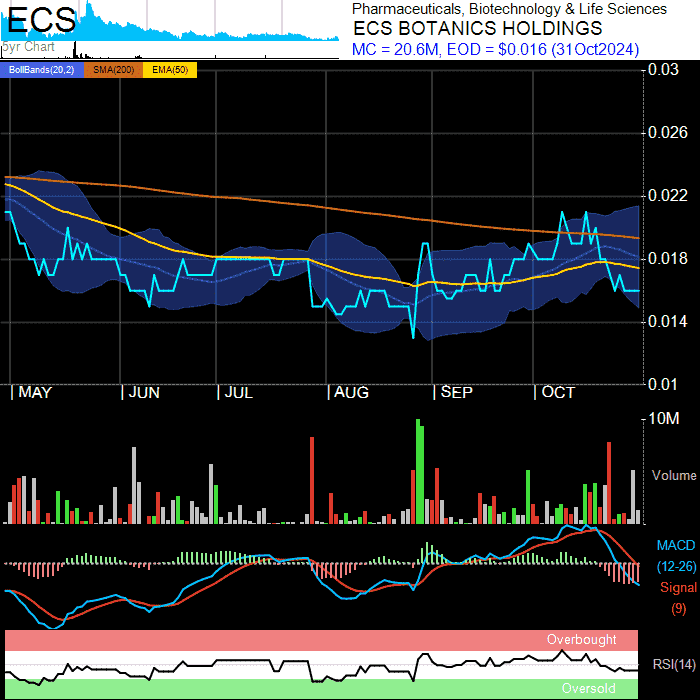 ECS
5yr Chart
Pharmaceuticals, Biotechnology & Life Sciences
ECS BOTANICS HOLDINGS
MC = 20.6M, EOD = $0.016 (31Oct2024)
BollBands(20,2) SMA(200) EMA(50)
0.03
0.026
0.022
0.018
0.014
0.01
MAY JUN JUL AUG SEP OCT
10M
Volume
MACD
(12-26)
Signal
(9)
Overbought
RSI(14)
Oversold